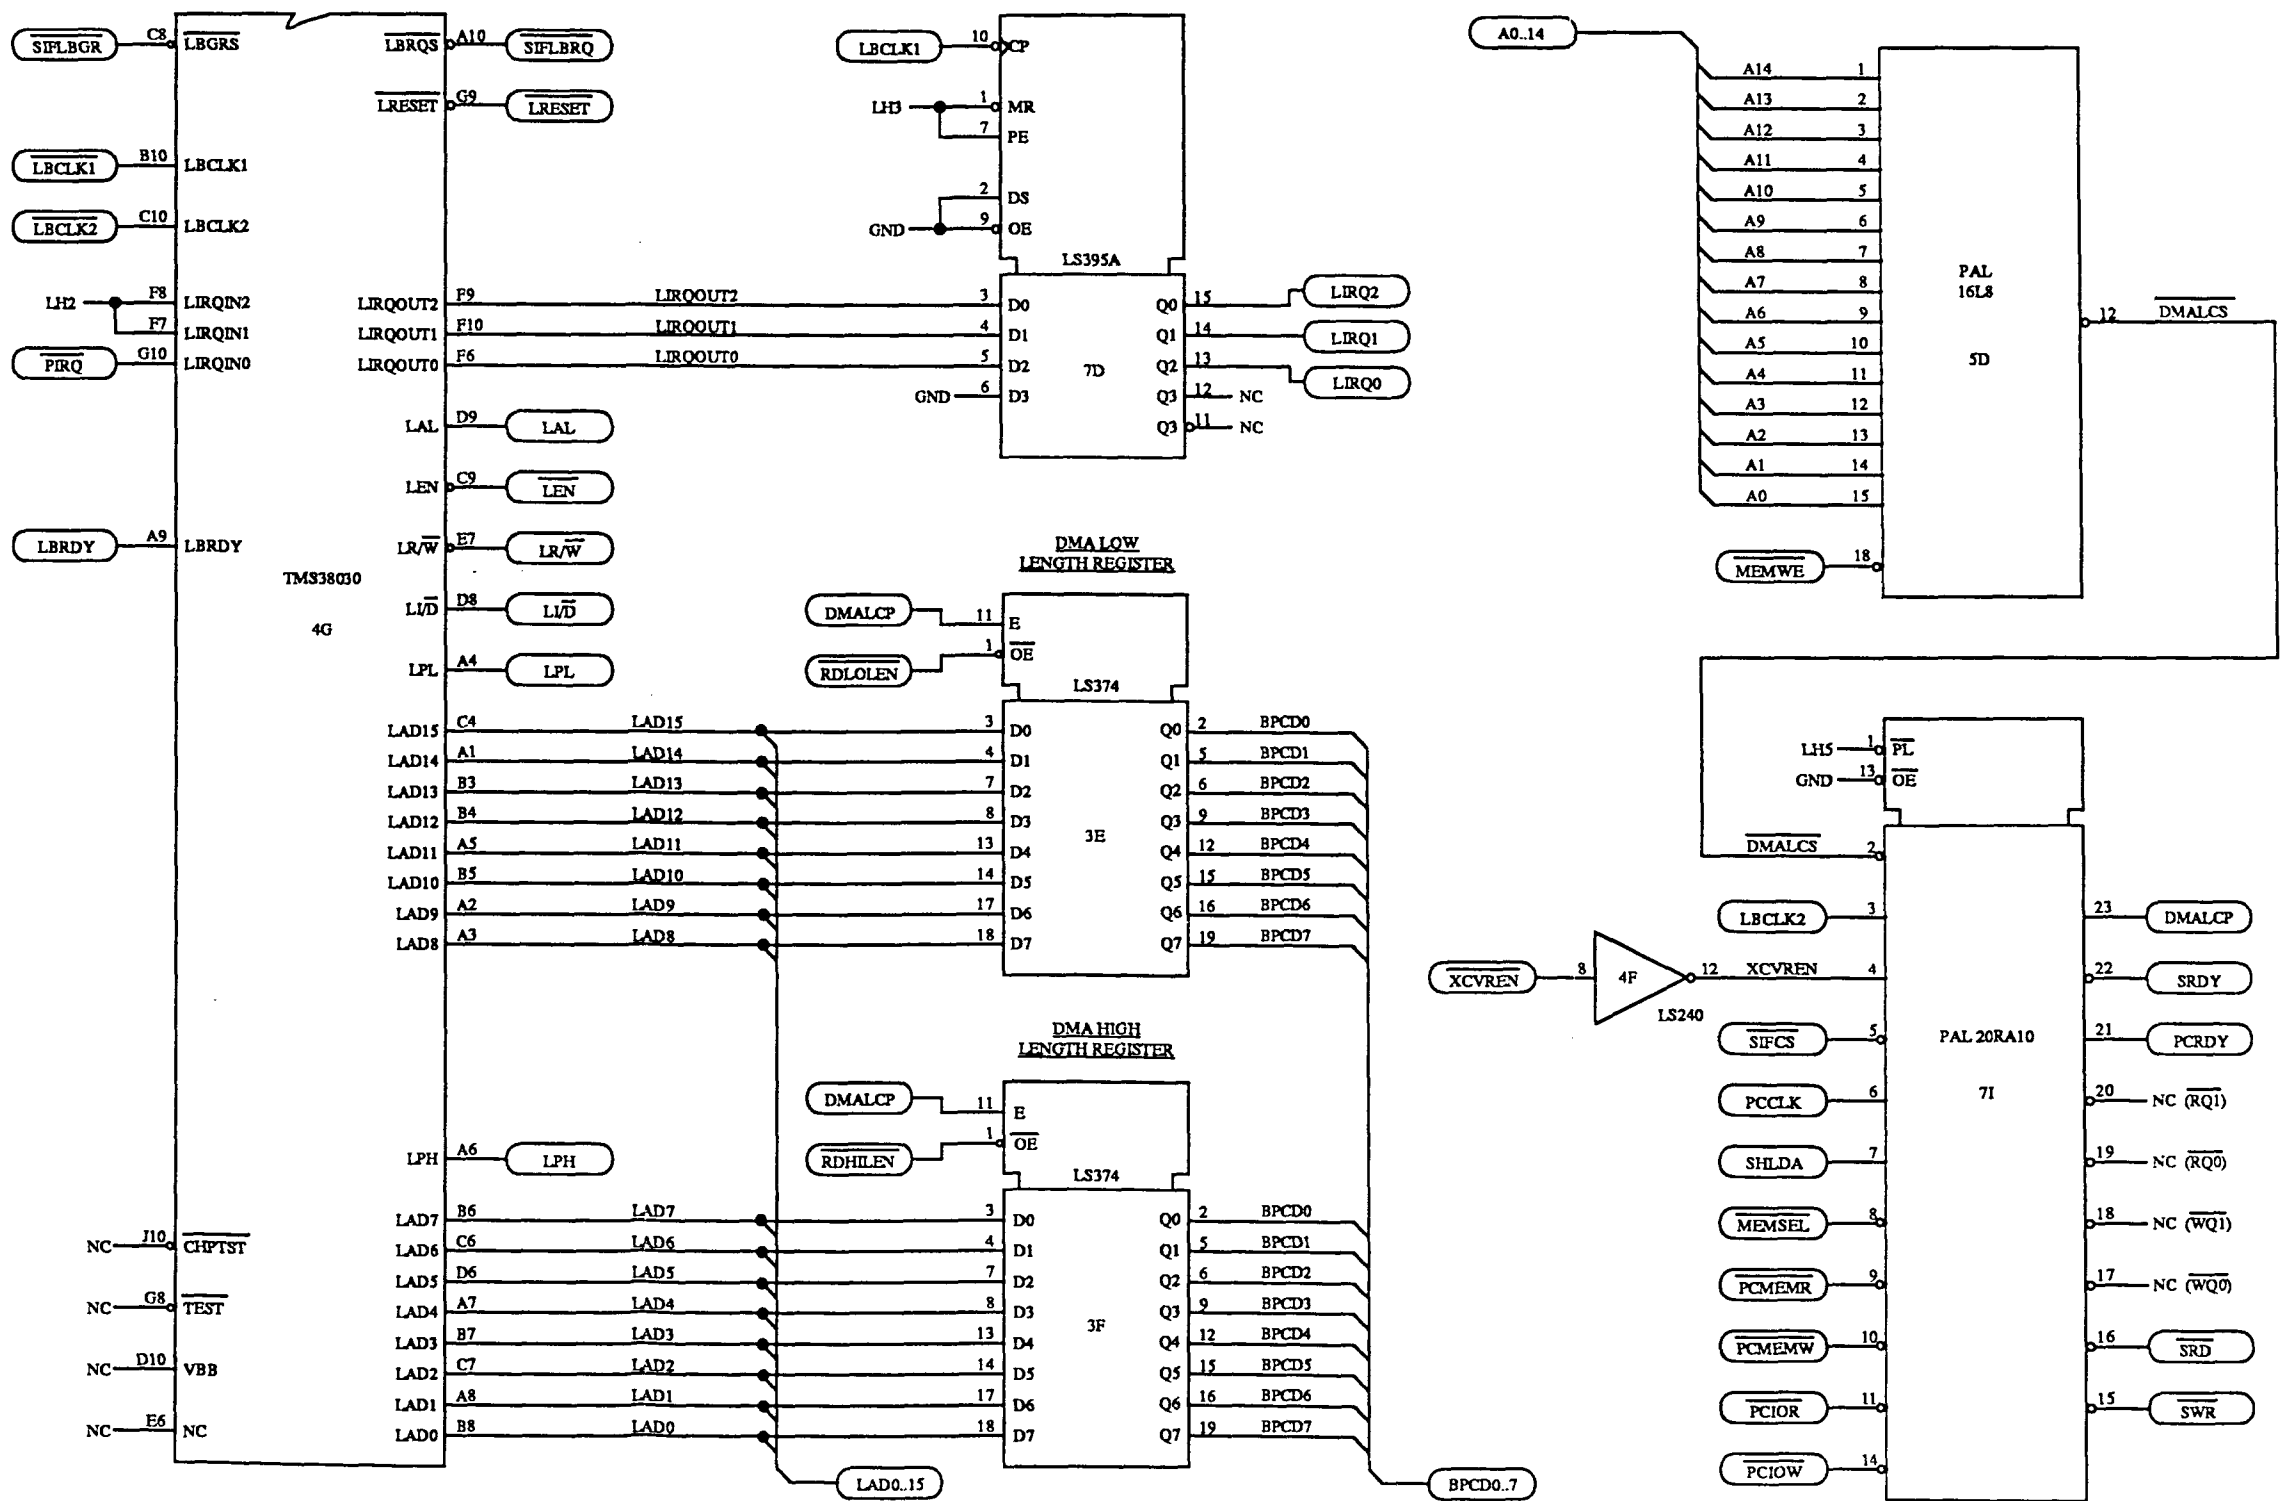 SIFLBGR C8 LBGRS LBRQS A10 SIFLBRQ
LRESET G9 LRESET
LBCLK1 B10 LBCLK1
LBCLK2 C10 LBCLK2
LH2 F8 LIRQIN2 LIRQOUT2 F9 LIRQOUT2
F7 LIRQIN1 LIRQOUT1 F10 LIRQOUT1
PIRQ G10 LIRQIN0 LIRQOUT0 F6 LIRQOUT0
LAL D9 LAL
LEN C9 LEN
LBRDY A9 LBRDY LR/W E7 LR/W
TMS38030
4G
LI/D D8 LI/D
LPL A4 LPL
LAD15 C4 LAD15
LAD14 A1 LAD14
LAD13 B3 LAD13
LAD12 B4 LAD12
LAD11 A5 LAD11
LAD10 B5 LAD10
LAD9 A2 LAD9
LAD8 A3 LAD8
LPH A6 LPH
LAD7 B6 LAD7
NC J10 CHPTST LAD6 C6 LAD6
LAD5 D6 LAD5
NC G8 TEST LAD4 A7 LAD4
LAD3 B7 LAD3
NC D10 VBB LAD2 C7 LAD2
LAD1 A8 LAD1
NC E6 NC LAD0 B8 LAD0
LAD0..15
LBCLK1 10 CP
LH3 1 MR
7 PE
2 DS
GND 9 OE
LS395A
3 D0 Q0 15 LIRQ2
4 D1 Q1 14 LIRQ1
5 D2 Q2 13 LIRQ0
7D
GND 6 D3 Q3 12 NC
Q3 11 NC
DMA LOW
LENGTH REGISTER
DMALCP 11 E
RDLOLEN 1 OE
LS374
3 D0 Q0 2 BPCD0
4 D1 Q1 5 BPCD1
7 D2 Q2 6 BPCD2
8 D3 Q3 9 BPCD3
3E
13 D4 Q4 12 BPCD4
14 D5 Q5 15 BPCD5
17 D6 Q6 16 BPCD6
18 D7 Q7 19 BPCD7
DMA HIGH
LENGTH REGISTER
DMALCP 11 E
RDHILEN 1 OE
LS374
3 D0 Q0 2 BPCD0
4 D1 Q1 5 BPCD1
7 D2 Q2 6 BPCD2
8 D3 Q3 9 BPCD3
3F
13 D4 Q4 12 BPCD4
14 D5 Q5 15 BPCD5
17 D6 Q6 16 BPCD6
18 D7 Q7 19 BPCD7
BPCD0..7
A0..14
A14 1
A13 2
A12 3
A11 4
A10 5
A9 6
A8 7
A7 8
A6 9
A5 10
A4 11
A3 12
A2 13
A1 14
A0 15
MEMWE 18
PAL
16L8
5D
12 DMALCS
LH5 1 PL
GND 13 OE
DMALCS 2
LBCLK2 3
XCVREN 8 4F 12 XCVREN 4
LS240
SIFCS 5
PCCLK 6
SHLDA 7
MEMSEL 8
PCMEMR 9
PCMEMW 10
PCIOR 11
PCIOW 14
PAL 20RA10
7I
23 DMALCP
22 SRDY
21 PCRDY
20 NC (RQ1)
19 NC (RQ0)
18 NC (WQ1)
17 NC (WQ0)
16 SRD
15 SWR